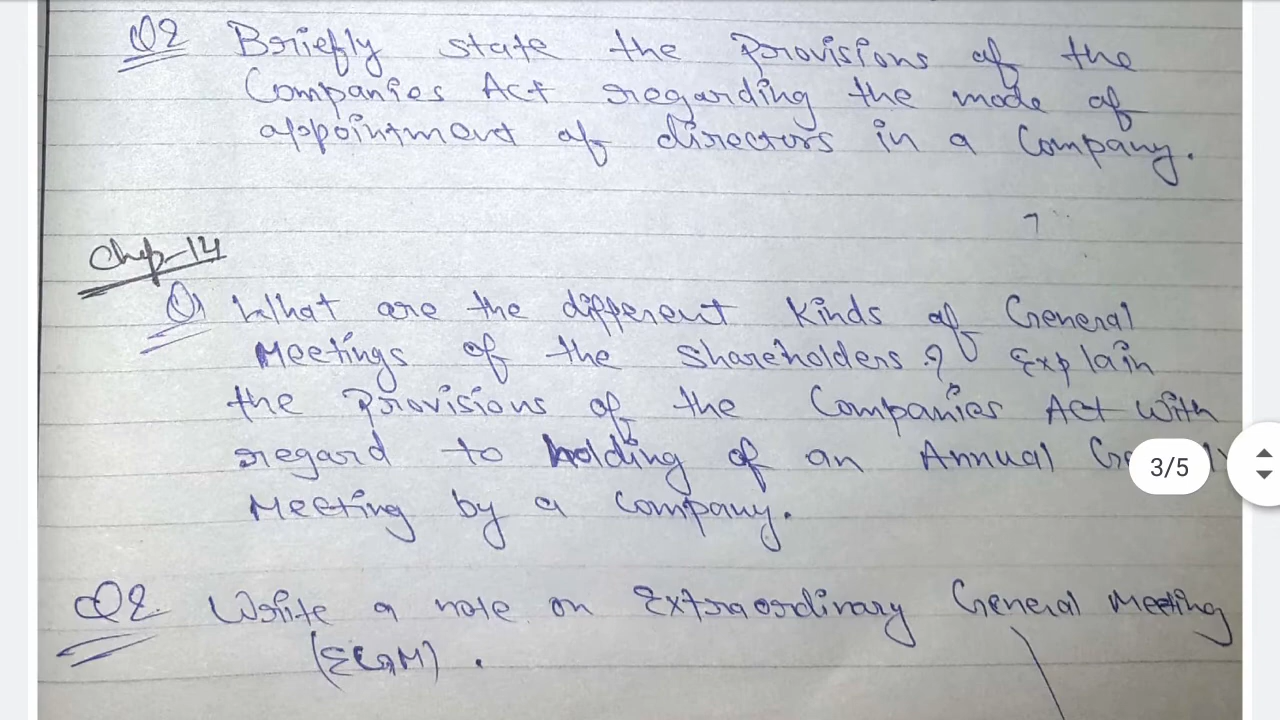 Q2 Briefly state the Provisions of the
Companies Act regarding the mode of
appointment of directors in a Company.
Chp-14
Q1 What are the different Kinds of General
Meetings of the Shareholders? Explain
the Provisions of the Companies Act with
regard to holding of an Annual
3/5
Meeting by a Company.
Q2. Write a note on Extraordinary General Meeting
(EGM).